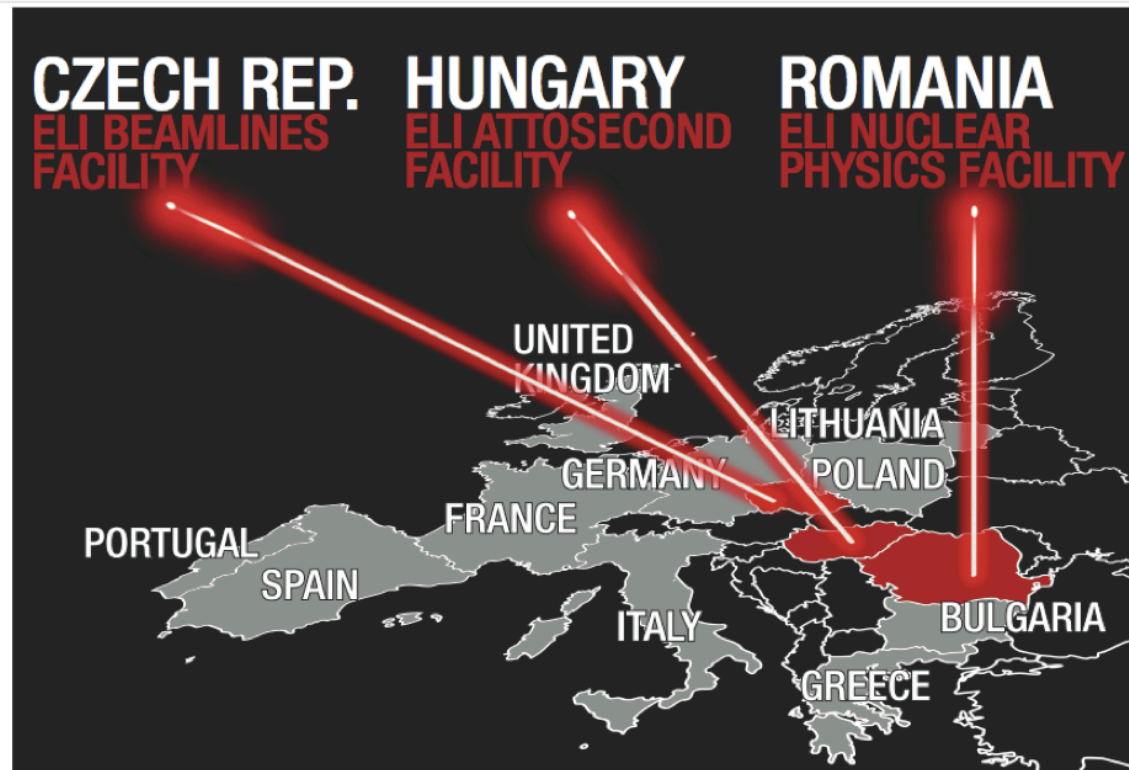 CZECH REP.
ELI BEAMLINES
FACILITY
HUNGARY
ELI ATTOSECOND
FACILITY
ROMANIA
ELI NUCLEAR
PHYSICS FACILITY
UNITED
KINGDOM
LITHUANIA
GERMANY
POLAND
FRANCE
PORTUGAL
SPAIN
ITALY
BULGARIA
GREECE